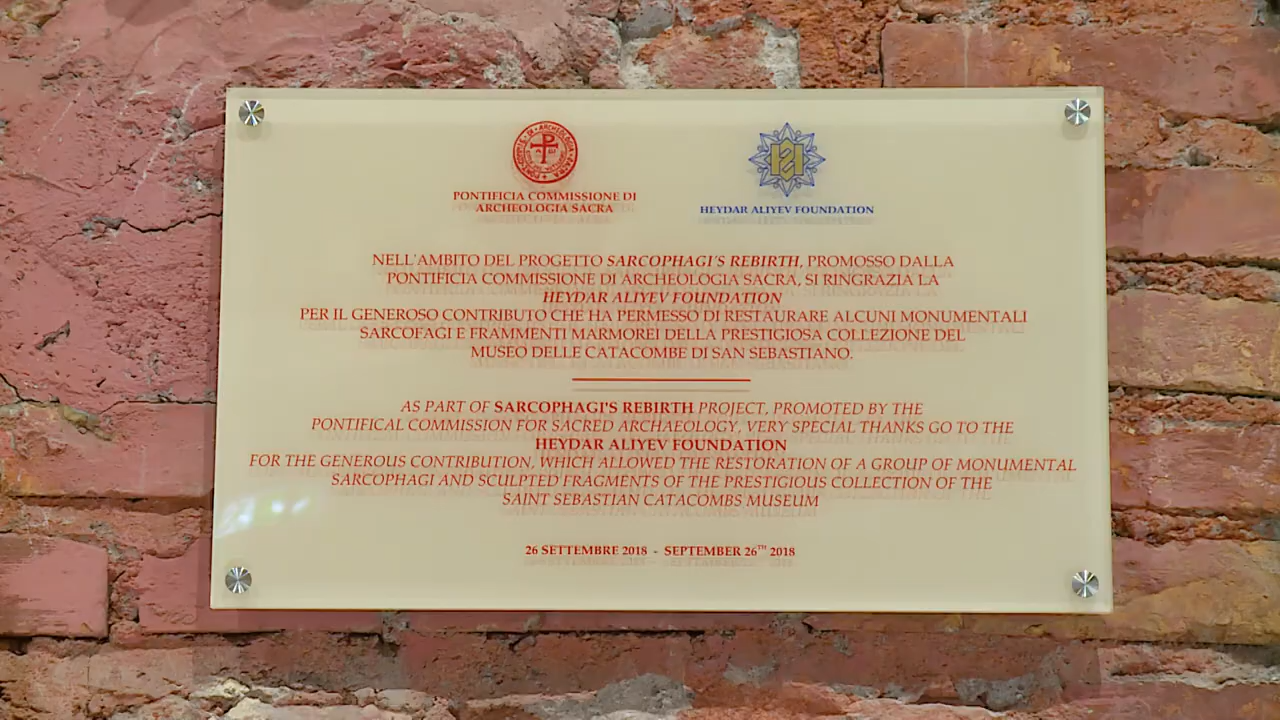 PONTIFICIA COMMISSIONE DI
ARCHEOLOGIA SACRA
HEYDAR ALIYEV FOUNDATION
NELL'AMBITO DEL PROGETTO SARCOPHAGI'S REBIRTH, PROMOSSO DALLA
PONTIFICIA COMMISSIONE DI ARCHEOLOGIA SACRA, SI RINGRAZIA LA
HEYDAR ALIYEV FOUNDATION
PER IL GENEROSO CONTRIBUTO CHE HA PERMESSO DI RESTAURARE ALCUNI MONUMENTALI
SARCOFAGI E FRAMMENTI MARMOREI DELLA PRESTIGIOSA COLLEZIONE DEL
MUSEO DELLE CATACOMBE DI SAN SEBASTIANO.
AS PART OF SARCOPHAGI'S REBIRTH PROJECT, PROMOTED BY THE
PONTIFICAL COMMISSION FOR SACRED ARCHAEOLOGY, VERY SPECIAL THANKS GO TO THE
HEYDAR ALIYEV FOUNDATION
FOR THE GENEROUS CONTRIBUTION, WHICH ALLOWED THE RESTORATION OF A GROUP OF MONUMENTAL
SARCOPHAGI AND SCULPTED FRAGMENTS OF THE PRESTIGIOUS COLLECTION OF THE
SAINT SEBASTIAN CATACOMBS MUSEUM
26 SETTEMBRE 2018 - SEPTEMBER 26TH 2018